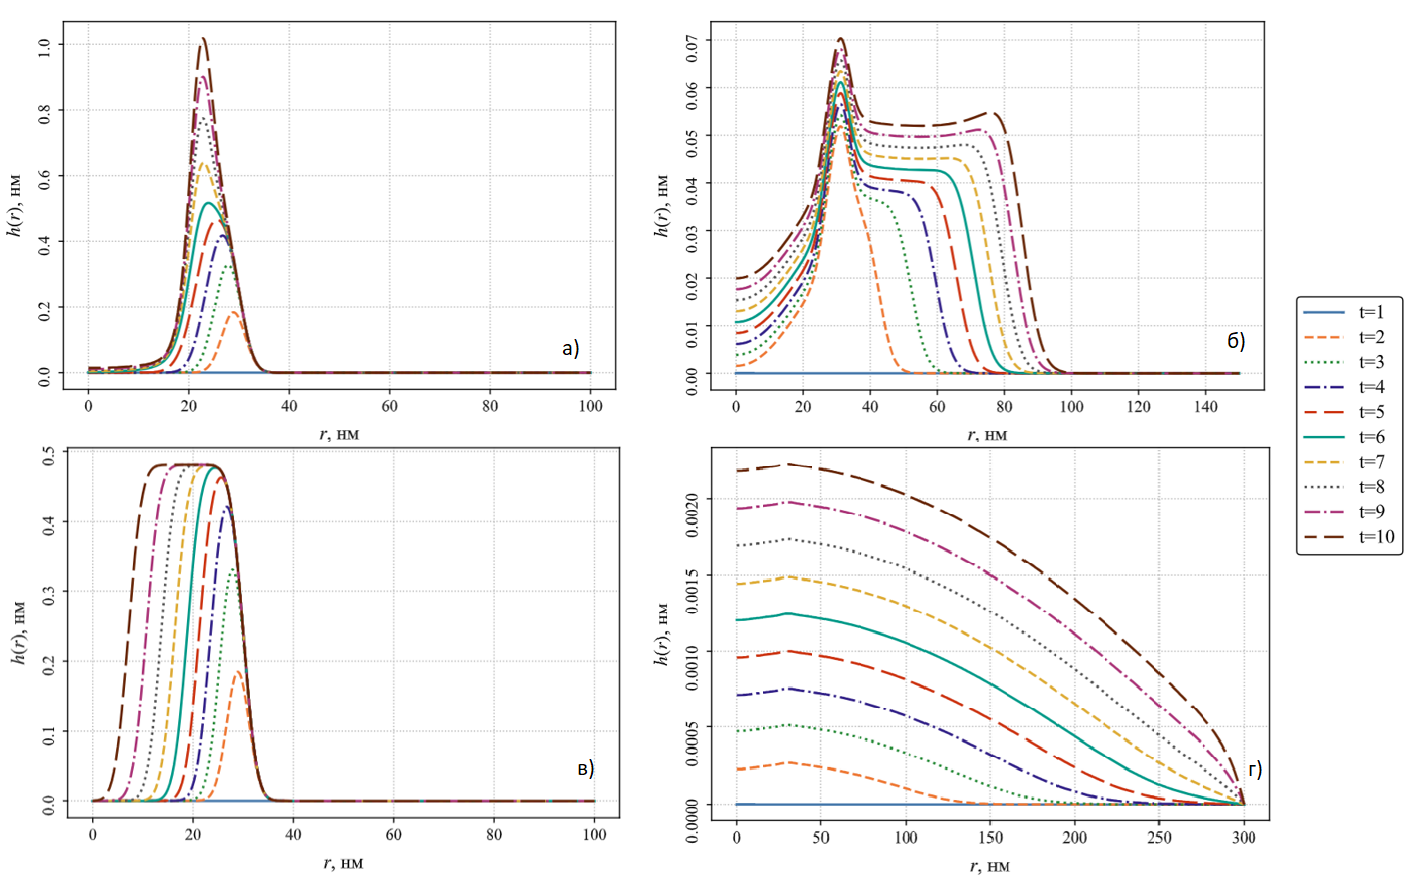 1.0
0.8
0.6
0.4
0.2
0.0
h(r), нм
а)
0 20 40 60 80 100
r, нм
0.07
0.06
0.05
0.04
0.03
0.02
0.01
0.00
h(r), нм
б)
0 20 40 60 80 100 120 140
r, нм
0.5
0.4
0.3
0.2
0.1
0.0
h(r), нм
в)
0 20 40 60 80 100
r, нм
0.0020
0.0015
0.0010
0.0005
0.0000
h(r), нм
г)
0 50 100 150 200 250 300
r, нм
t=1
t=2
t=3
t=4
t=5
t=6
t=7
t=8
t=9
t=10